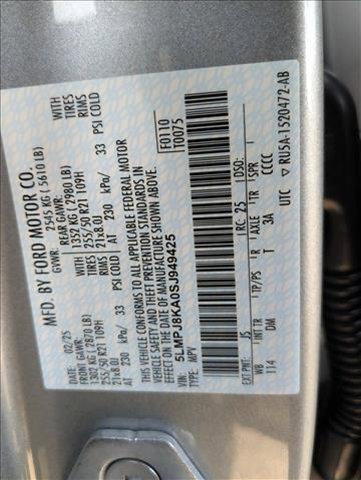 MFD. BY FORD MOTOR CO.
DATE: 02/25 GVWR: 2545 KG (5610 LB)
FRONT GAWR: REAR GAWR:
1302 KG (2870 LB) 1352 KG (2980 LB)
255/50 R21 109H WITH 255/50 R21 109H TIRES
21x8.0J WITH 21x8.0J RIMS
AT 230 kPa/ 33 PSI COLD AT 230 kPa/ 33 PSI COLD
THIS VEHICLE CONFORMS TO ALL APPLICABLE FEDERAL MOTOR
VEHICLE SAFETY AND THEFT PREVENTION STANDARDS IN
EFFECT ON THE DATE OF MANUFACTURE SHOWN ABOVE.
5LMPJ8KA0SJ949425 F0110
TYPE: MPV T0075
EXT PNT: J5 RC: 25 DSO:
WB INT TR TP/PS R AXLE TR SPR
114 DM T 3A CCCC
UTC ▽ RU5A-1520472-AB